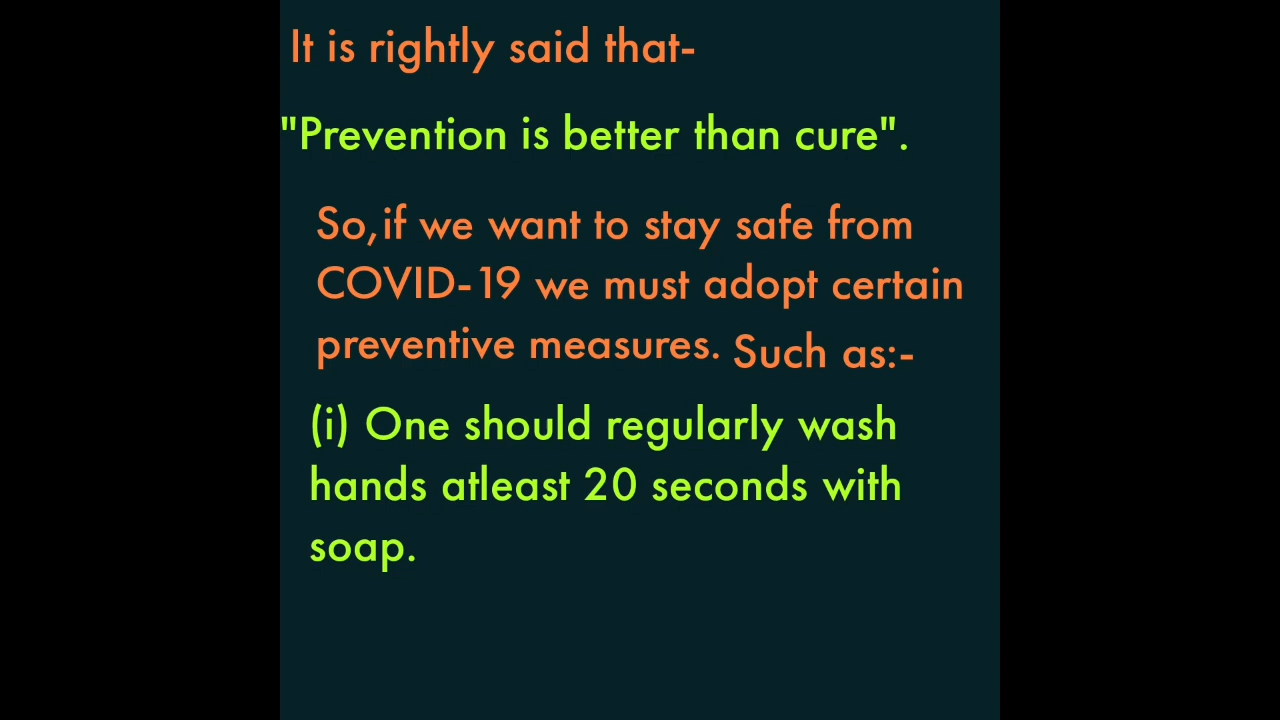 It is rightly said that-
"Prevention is better than cure".
So,if we want to stay safe from
COVID-19 we must adopt certain
preventive measures. Such as:-
(i) One should regularly wash
hands atleast 20 seconds with
soap.